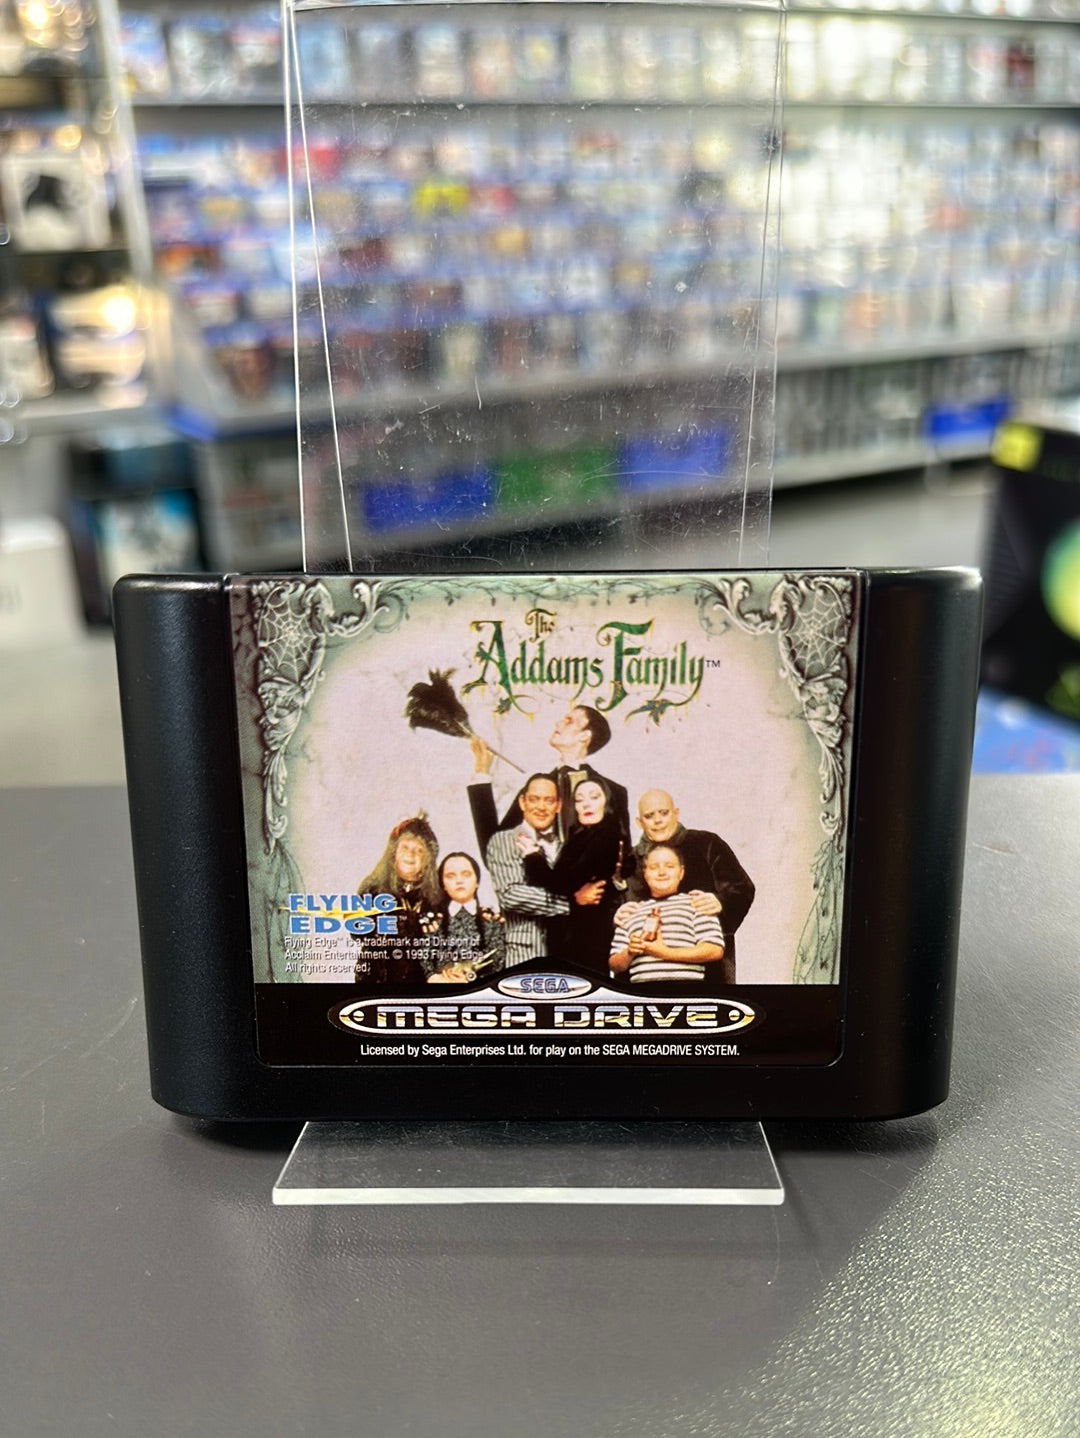 The
Addams Family™
FLYING
EDGE™
Flying Edge™ is a trademark and Division of
Acclaim Entertainment. © 1993 Flying Edge.
All rights reserved.
SEGA
MEGA DRIVE
Licensed by Sega Enterprises Ltd. for play on the SEGA MEGADRIVE SYSTEM.